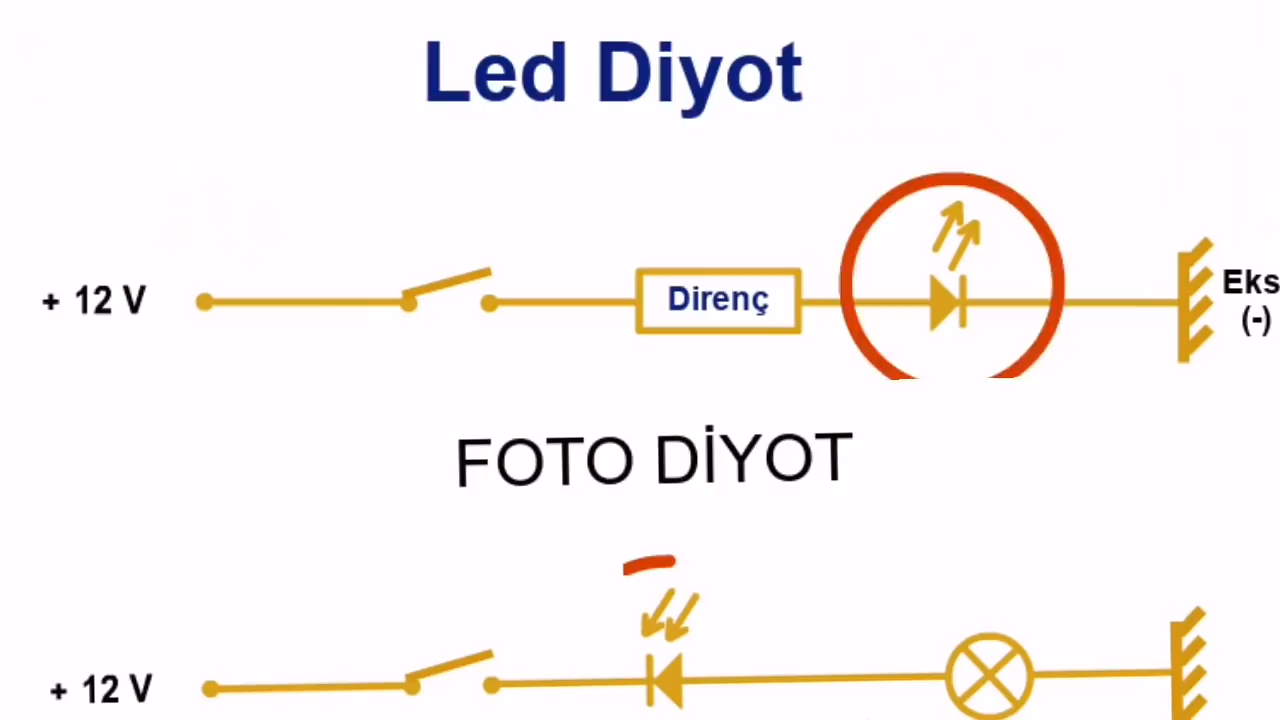 Led Diyot
+ 12 V
Direnç
Eks
(-)
FOTO DİYOT
+ 12 V